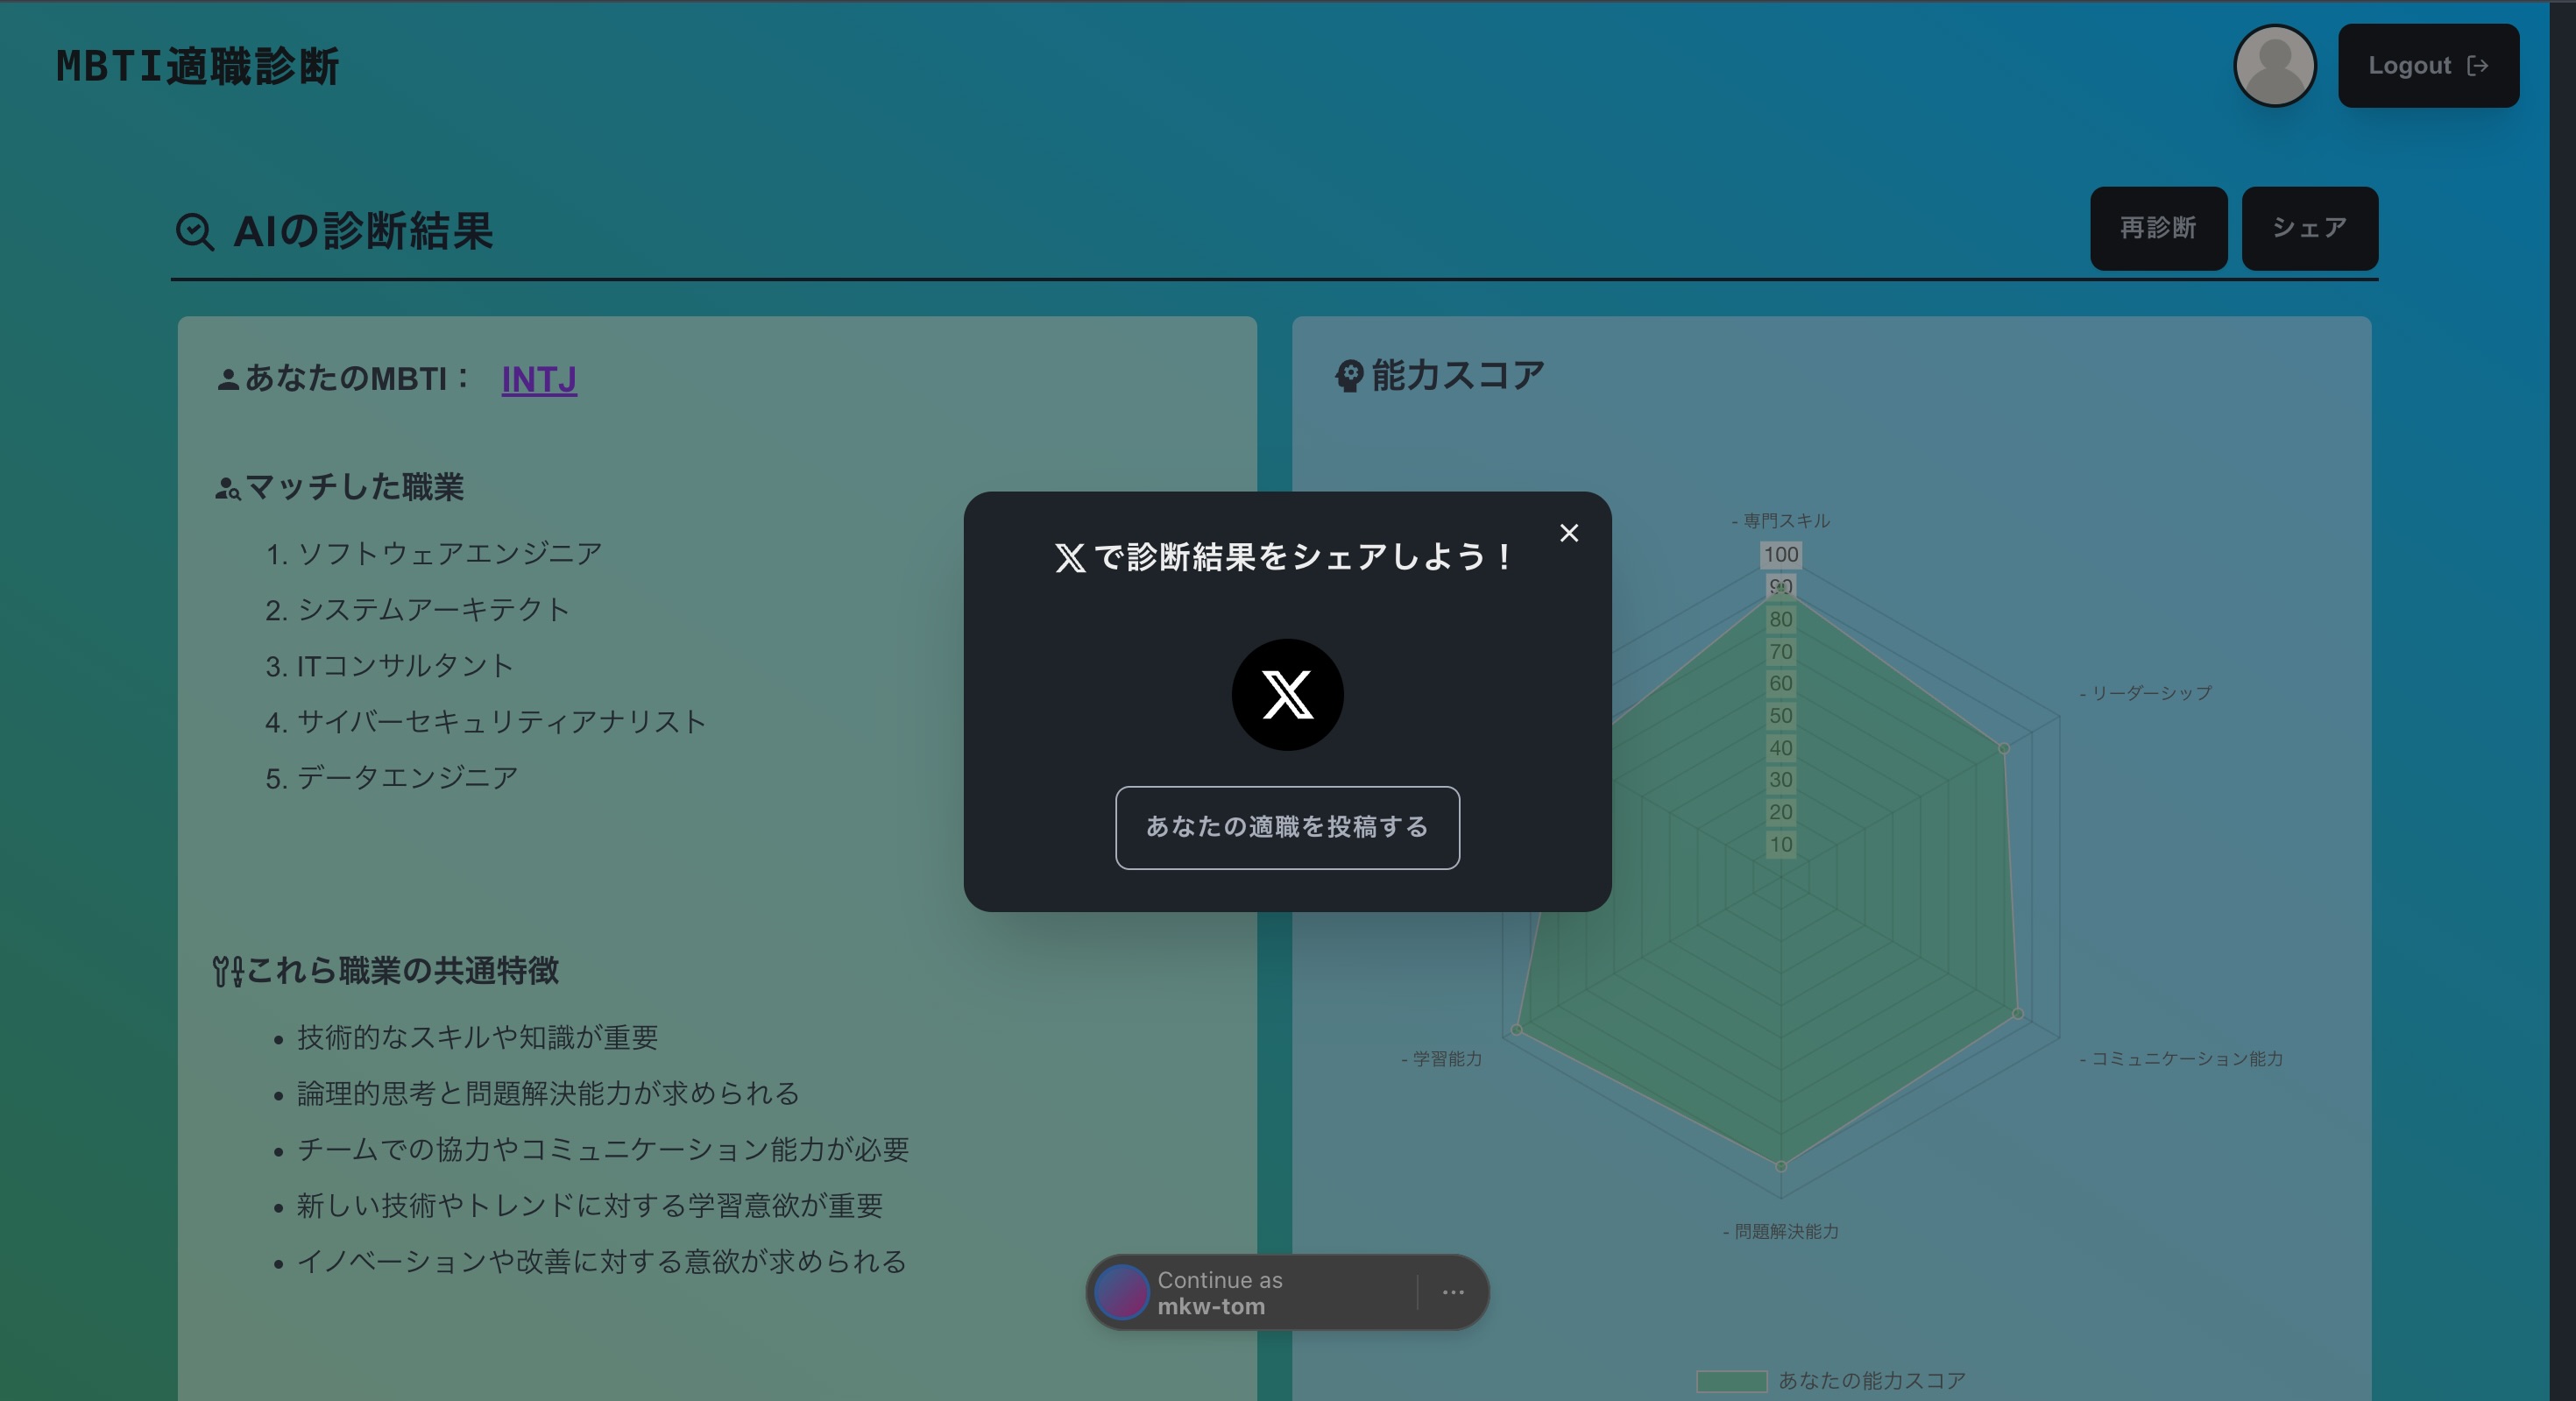 MBTI適職診断
Logout
AIの診断結果
再診断
シェア
あなたのMBTI： INTJ
マッチした職業
1. ソフトウェアエンジニア
2. システムアーキテクト
3. ITコンサルタント
4. サイバーセキュリティアナリスト
5. データエンジニア
これら職業の共通特徴
• 技術的なスキルや知識が重要
• 論理的思考と問題解決能力が求められる
• チームでの協力やコミュニケーション能力が必要
• 新しい技術やトレンドに対する学習意欲が重要
• イノベーションや改善に対する意欲が求められる
𝕏で診断結果をシェアしよう！
𝕏
あなたの適職を投稿する
能力スコア
- 専門スキル
100
90
80
70
60
50
40
30
20
10
- リーダーシップ
- コミュニケーション能力
- 問題解決能力
- 学習能力
あなたの能力スコア
Continue as
mkw-tom